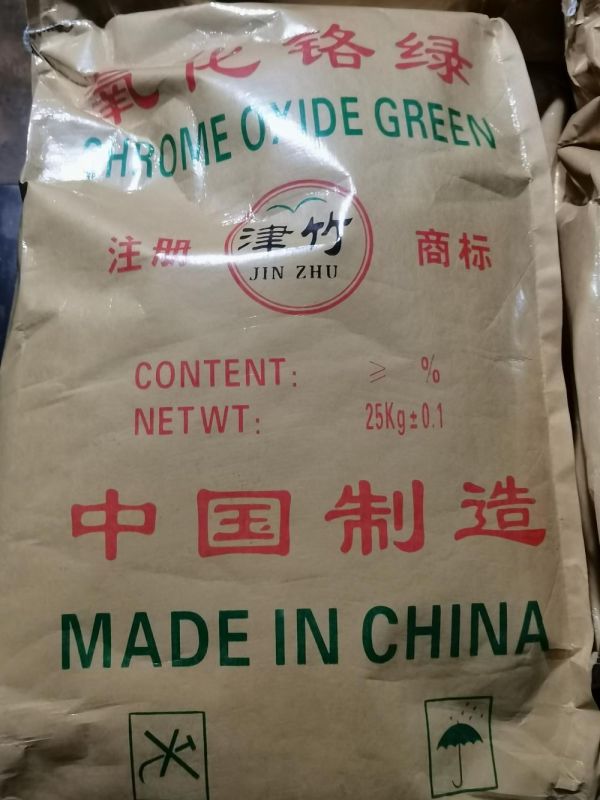 氧化铬绿
CHROME OXIDE GREEN
津竹
JIN ZHU
注册 商标
CONTENT: ≥ %
NETWT: 25Kg±0.1
中国制造
MADE IN CHINA